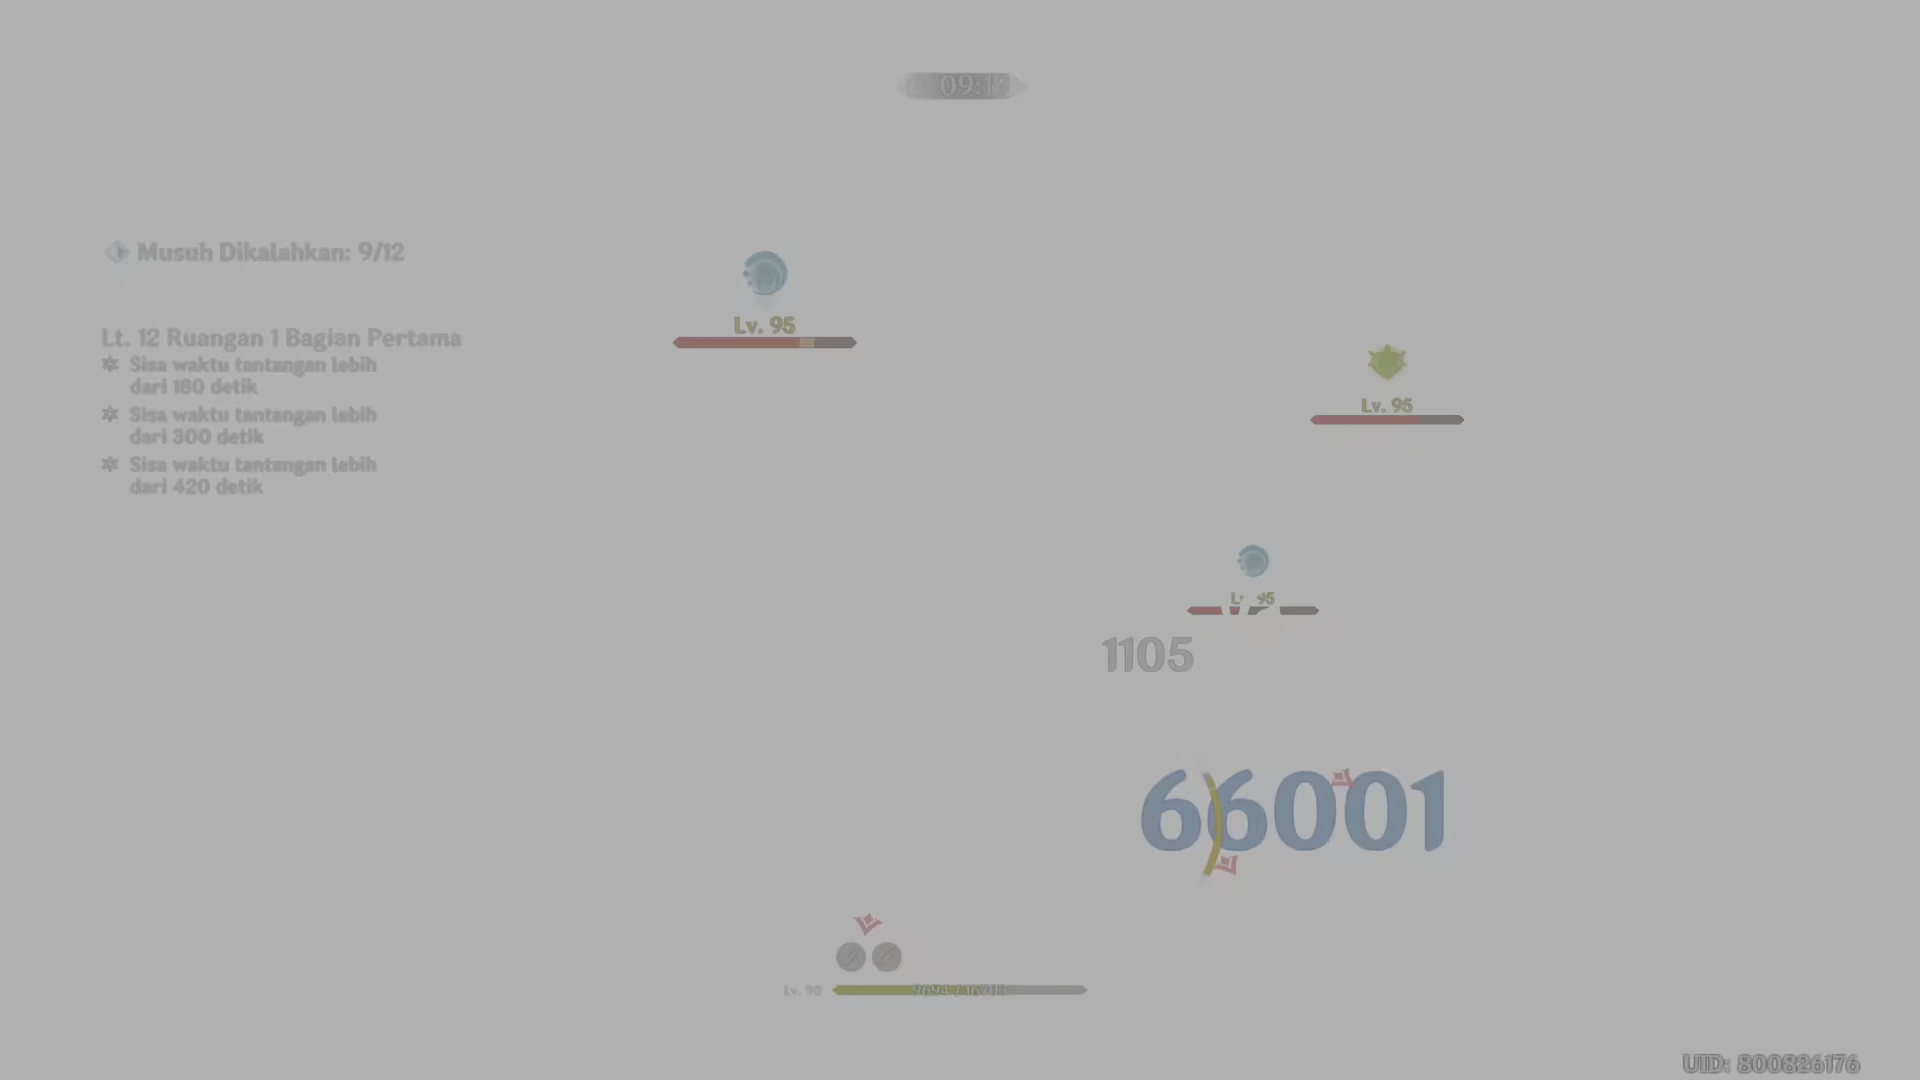 09:19
Musuh Dikalahkan: 9/12
Lv. 95
Lt. 12 Ruangan 1 Bagian Pertama
Sisa waktu tantangan lebih
dari 180 detik
Lv. 95
Sisa waktu tantangan lebih
dari 300 detik
Sisa waktu tantangan lebih
dari 420 detik
Lv. 95
1105
66001
Lv. 90
UID: 800826176